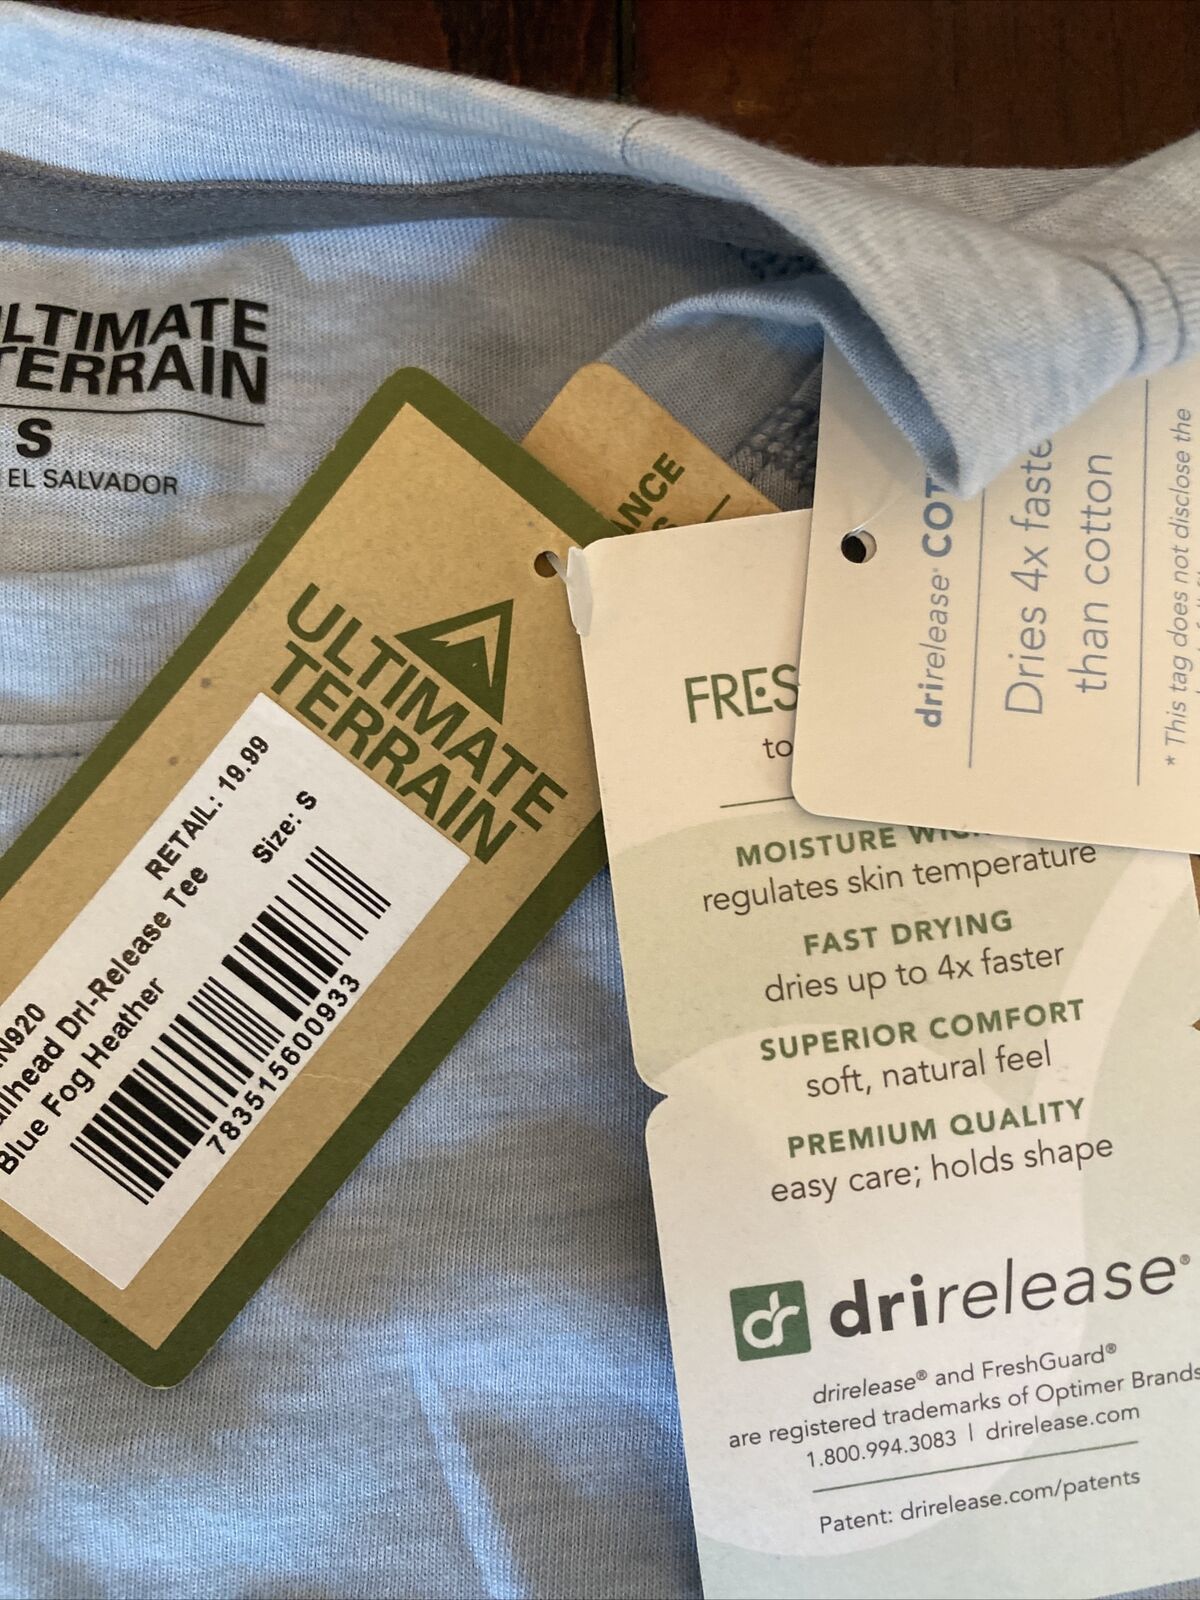 ULTIMATE
TERRAIN
S
EL SALVADOR
ULTIMATE
TERRAIN
RETAIL: 19.99
Size: S
N920
Dri-Release Tee
Blue Fog Heather
783515600933
ANCE
FRES
to
MOISTURE
regulates skin temperature
FAST DRYING
dries up to 4x faster
SUPERIOR COMFORT
soft, natural feel
PREMIUM QUALITY
easy care; holds shape
dr drirelease®
drirelease® and FreshGuard®
are registered trademarks of Optimer Brands
1.800.994.3083 | drirelease.com
Patent: drirelease.com/patents
drirelease® COT
Dries 4x faste
than cotton
* This tag does not disclose the